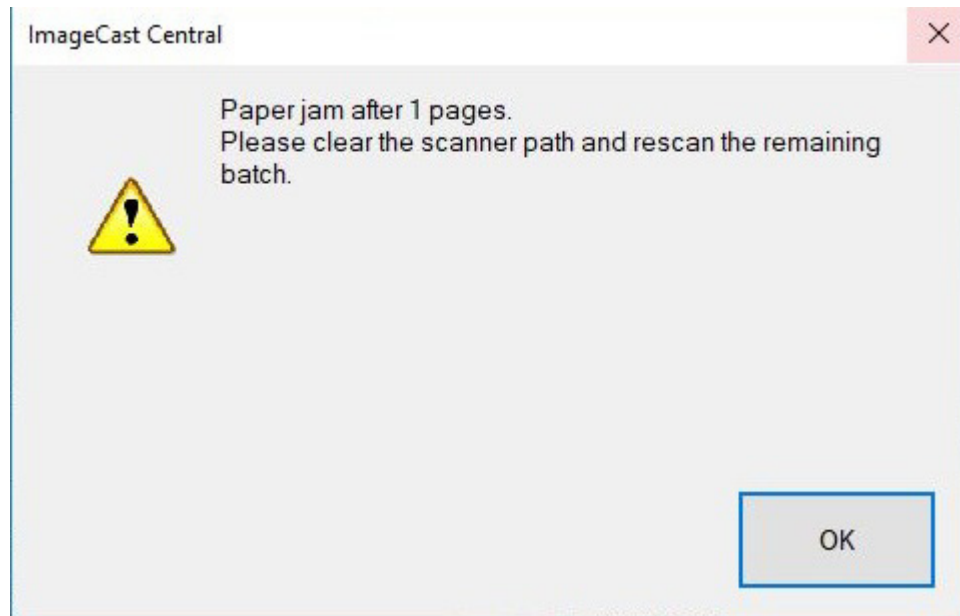 ImageCast Central
Paper jam after 1 pages.
Please clear the scanner path and rescan the remaining
batch.
OK